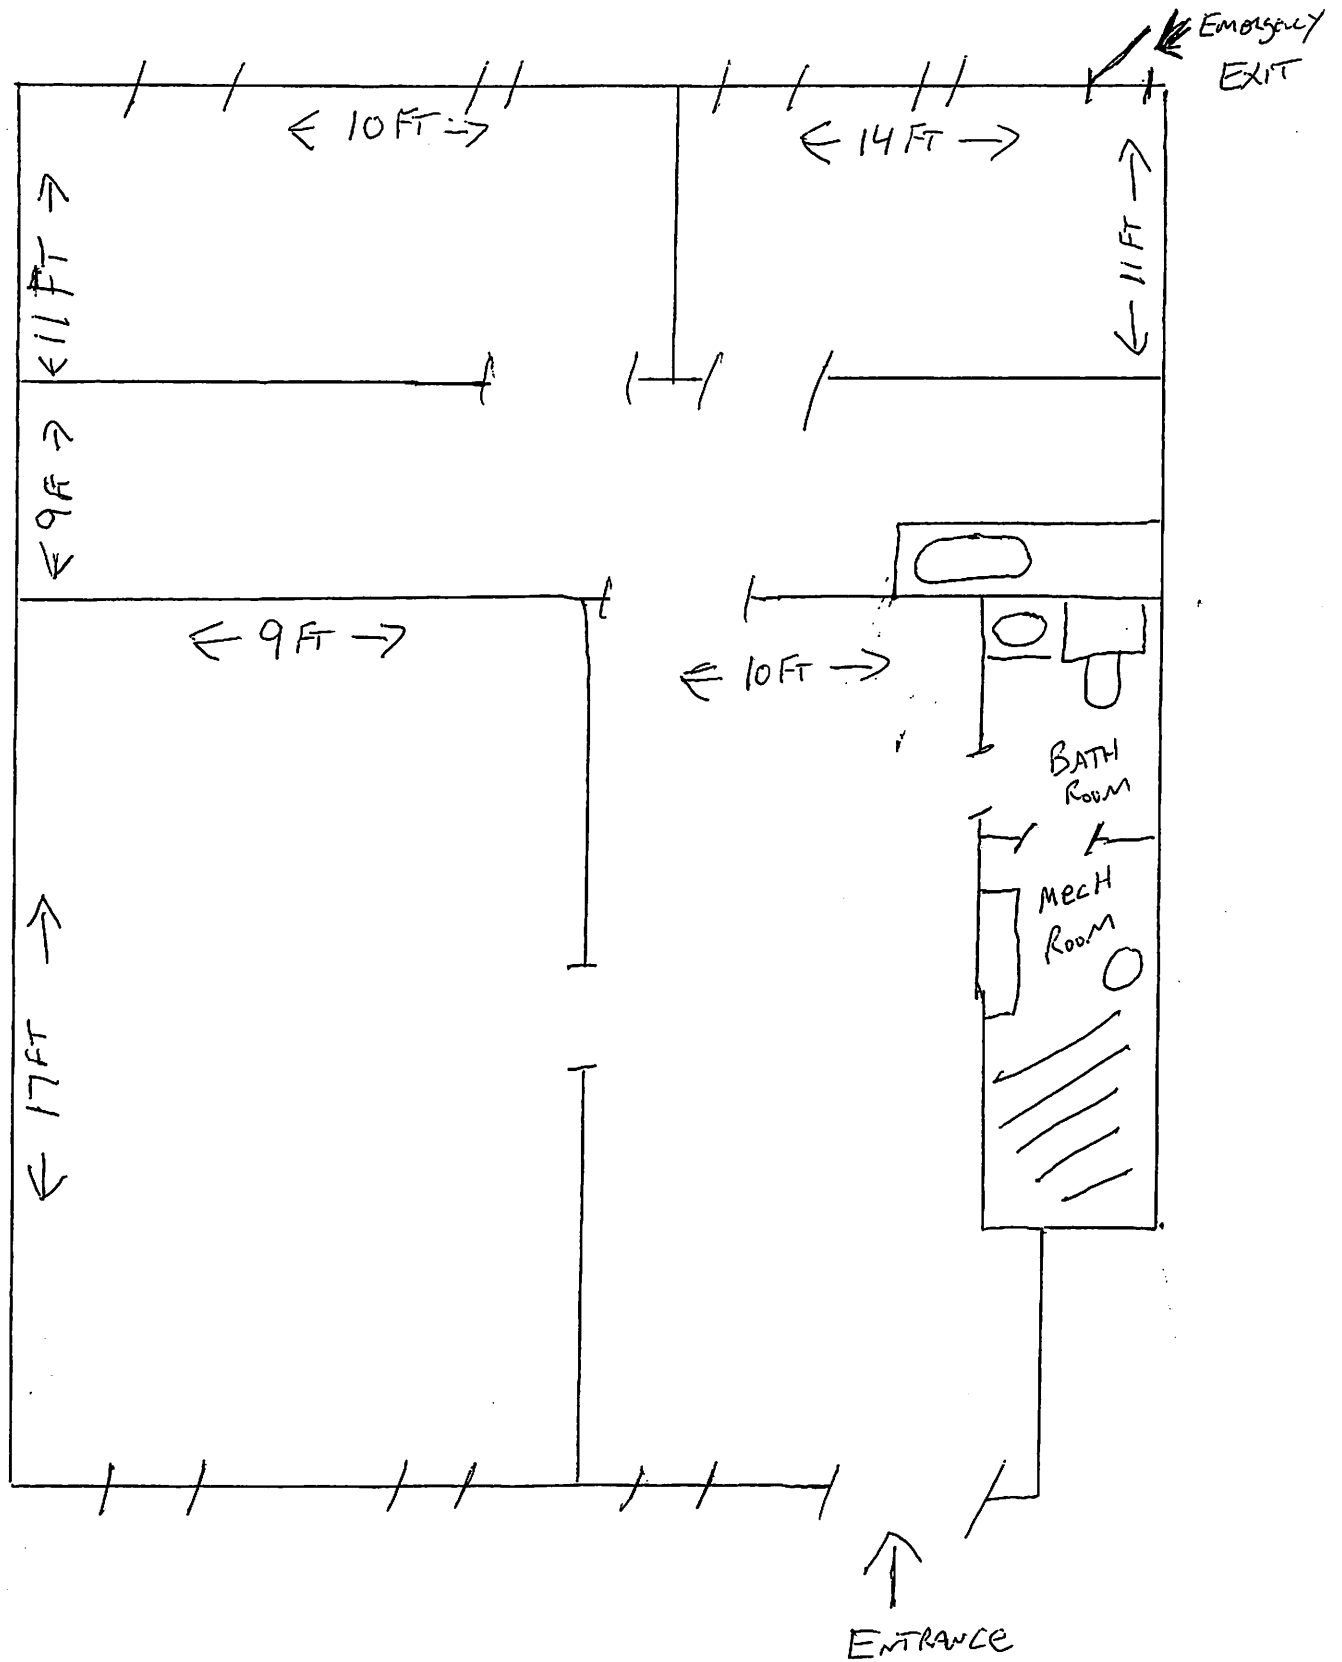 EMERGENCY
EXIT
10 FT
14 FT
11 FT
11 FT
9 FT
9 FT
10 FT
BATH
ROOM
MECH
ROOM
17 FT
ENTRANCE